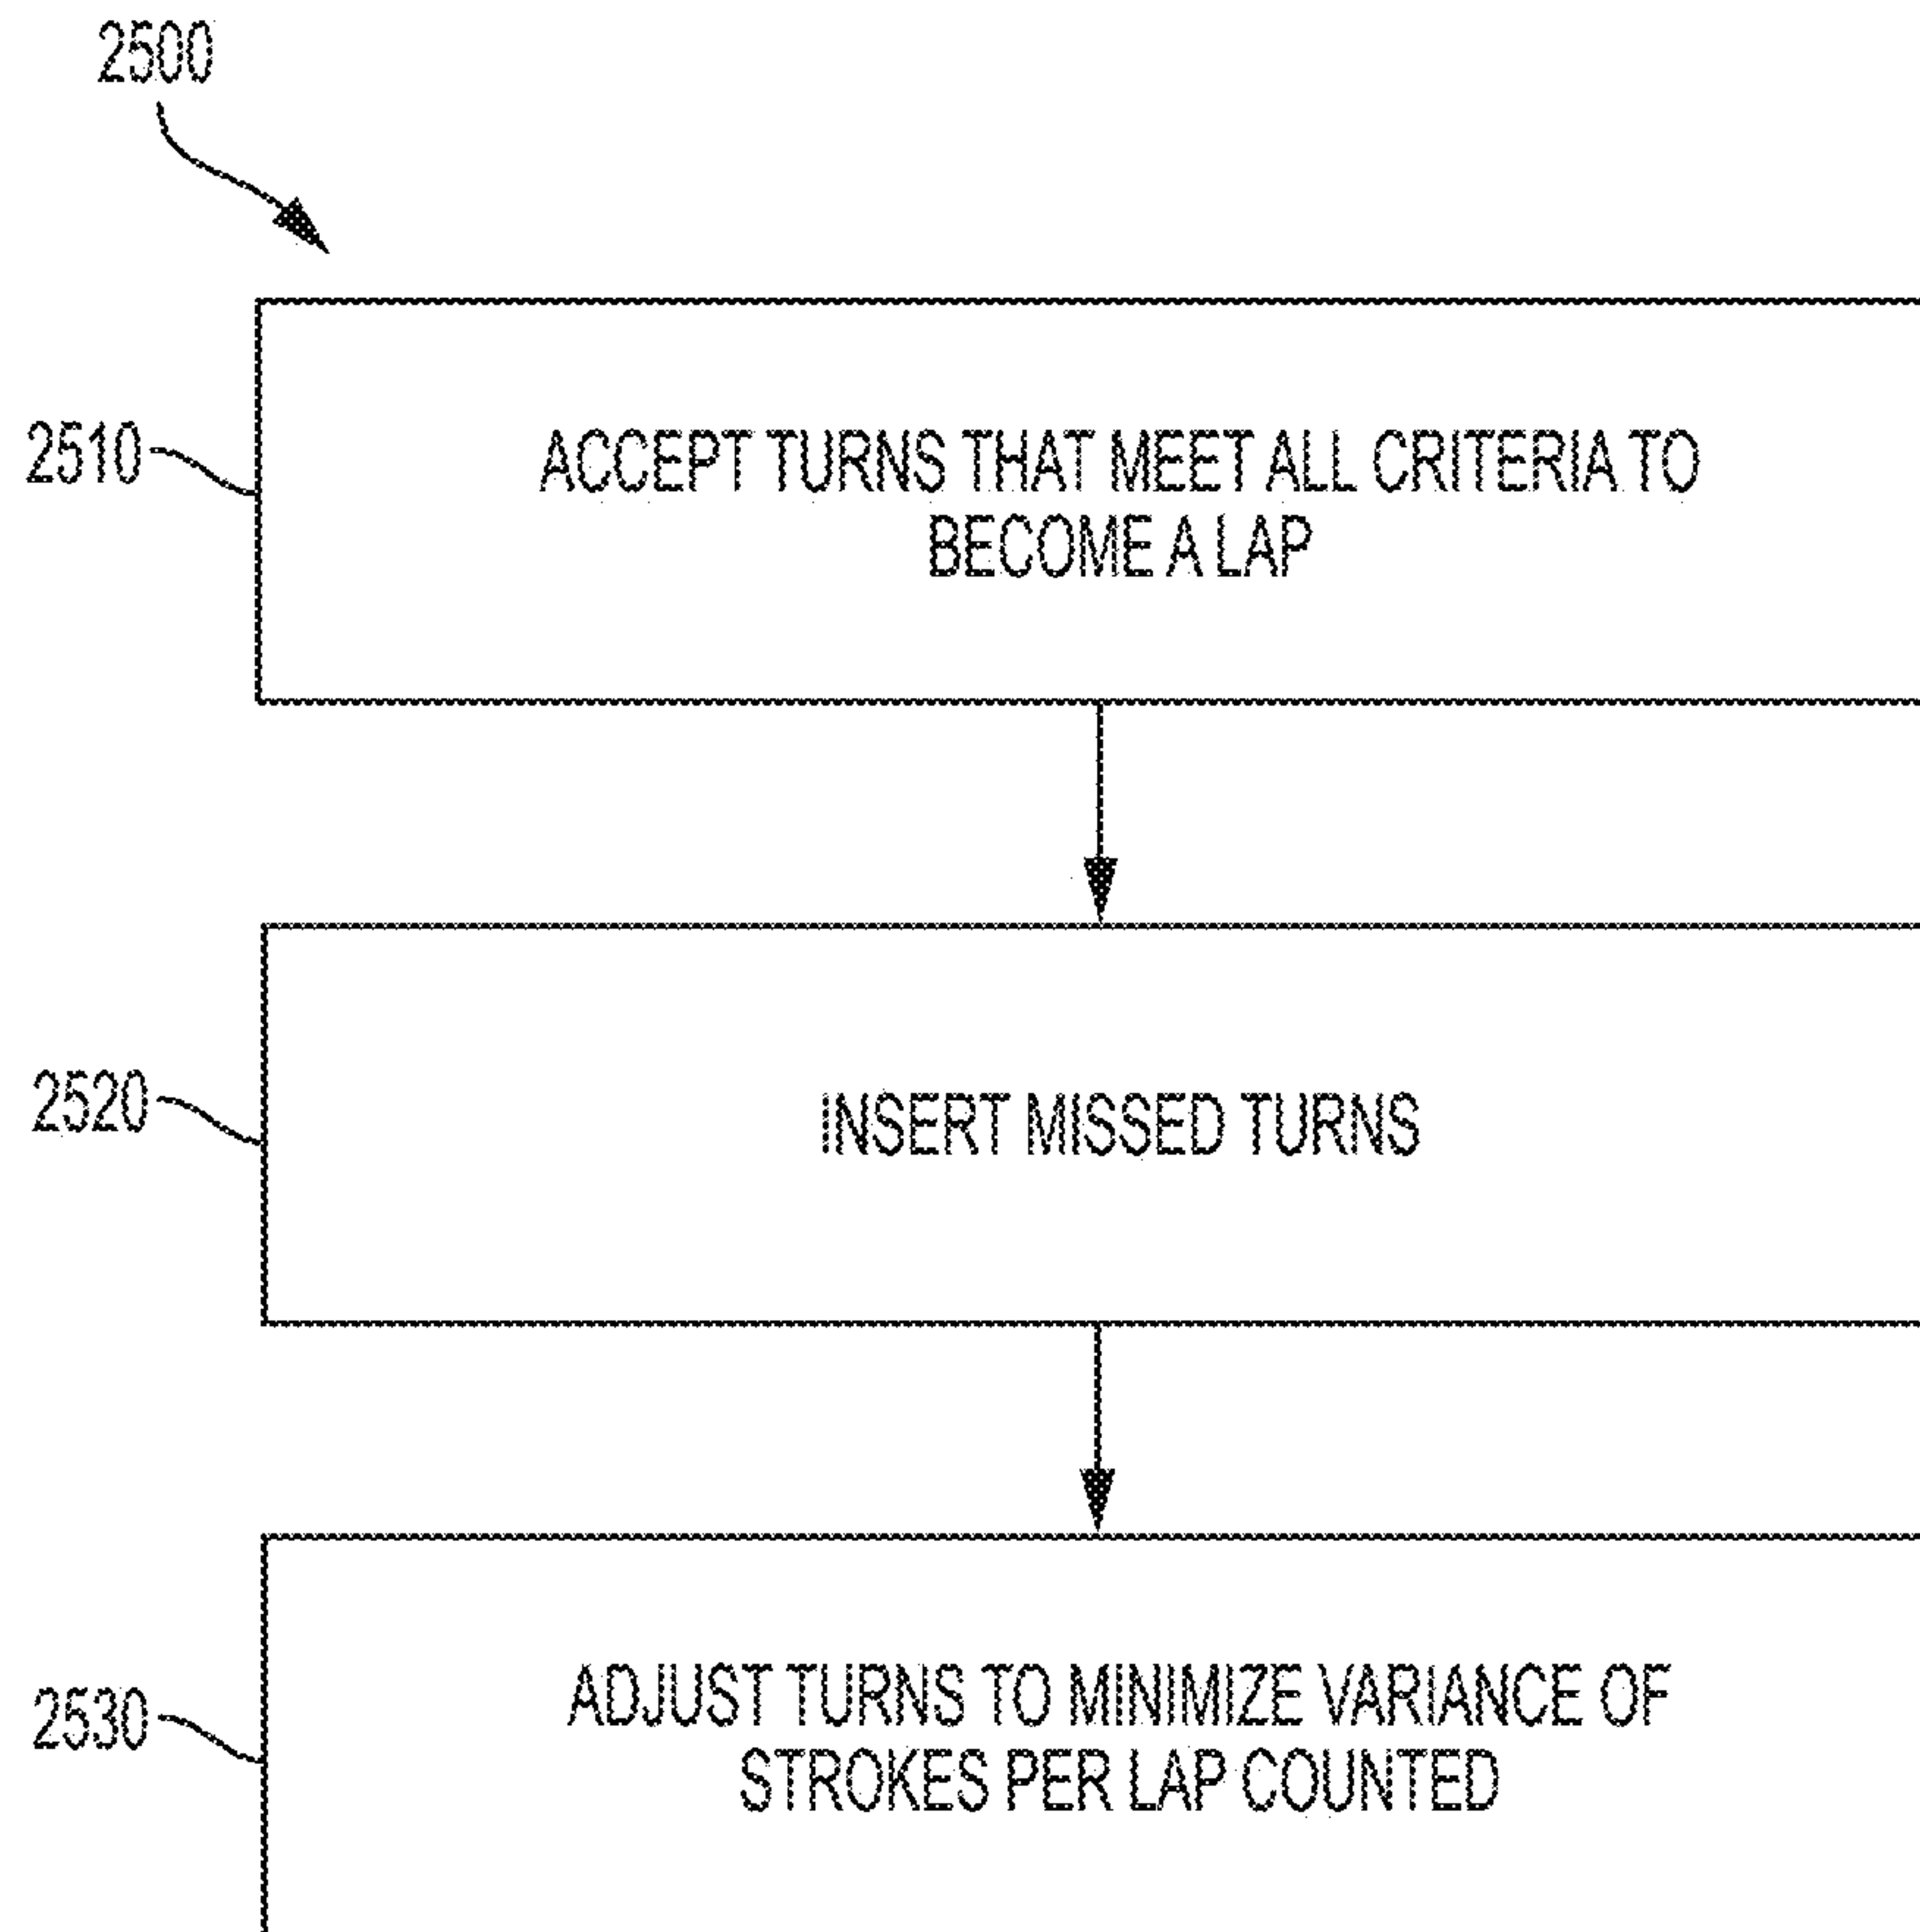 2500
2510
ACCEPT TURNS THAT MEET ALL CRITERIA TO
BECOME A LAP
2520
INSERT MISSED TURNS
2530
ADJUST TURNS TO MINIMIZE VARIANCE OF
STROKES PER LAP COUNTED